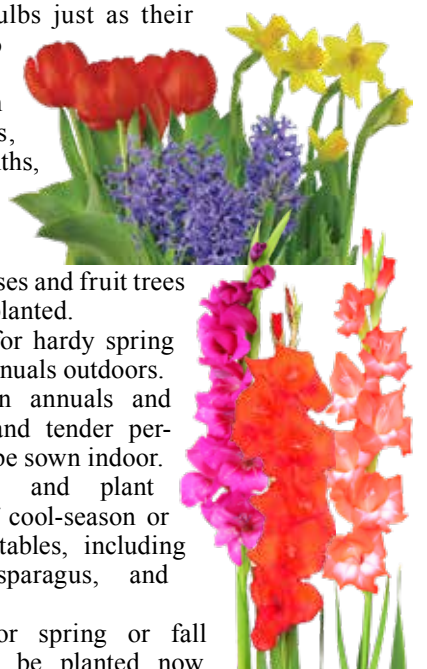 ulbs just as their
s,
ths,
ses and fruit trees
lanted.
for hardy spring
nuals outdoors.
n annuals and
and tender per-
be sown indoor.
and plant
cool-season or
tables, including
sparagus, and
or spring or fall
be planted now